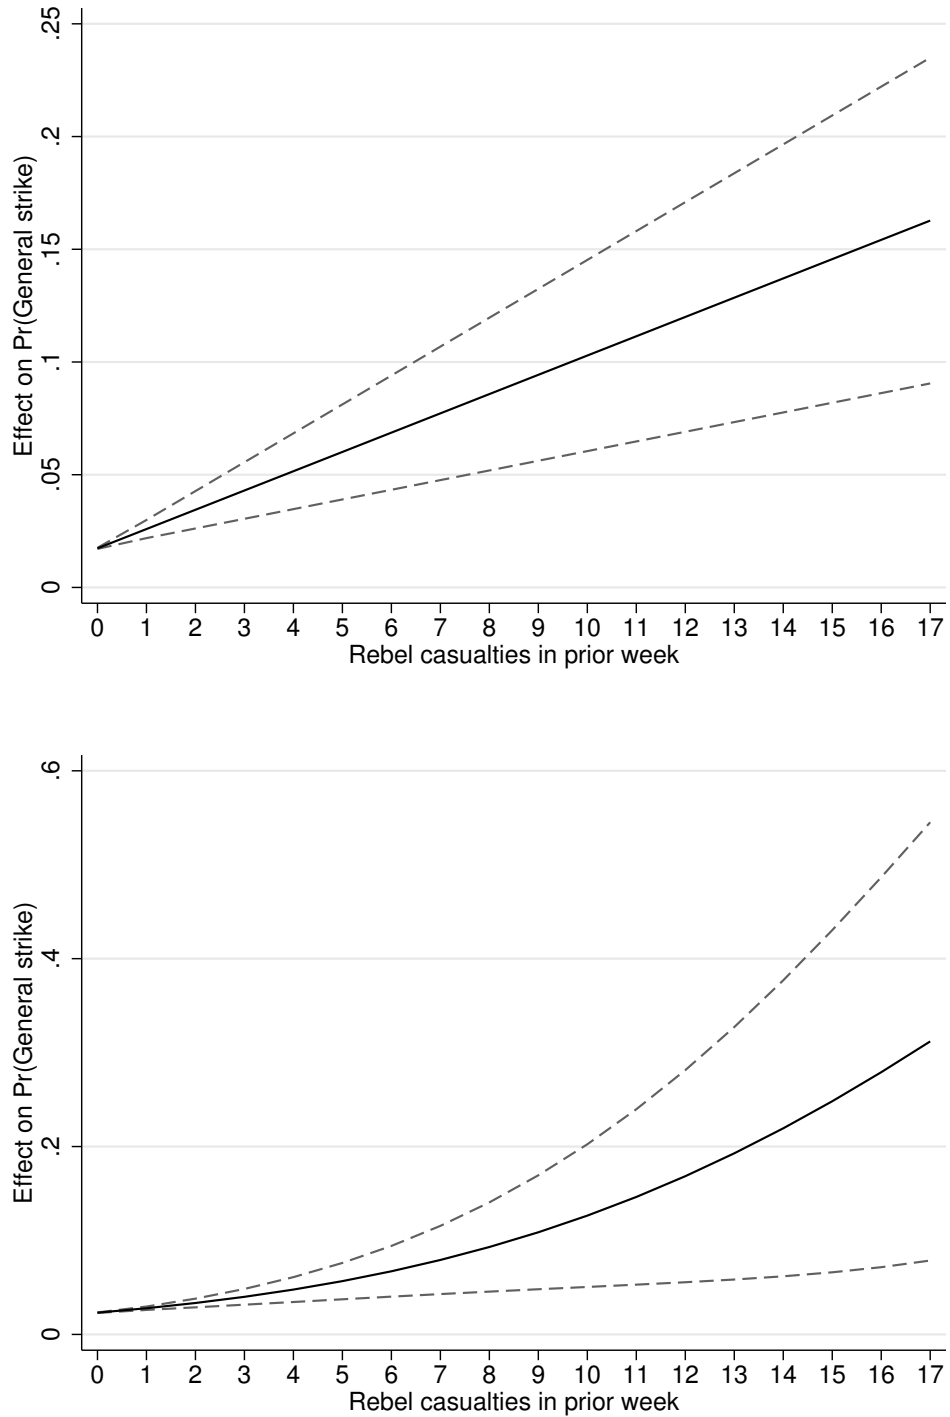 .25
.2
.15
.1
.05
0
Effect on Pr(General strike)
0 1 2 3 4 5 6 7 8 9 10 11 12 13 14 15 16 17
Rebel casualties in prior week
.6
.4
.2
0
Effect on Pr(General strike)
0 1 2 3 4 5 6 7 8 9 10 11 12 13 14 15 16 17
Rebel casualties in prior week